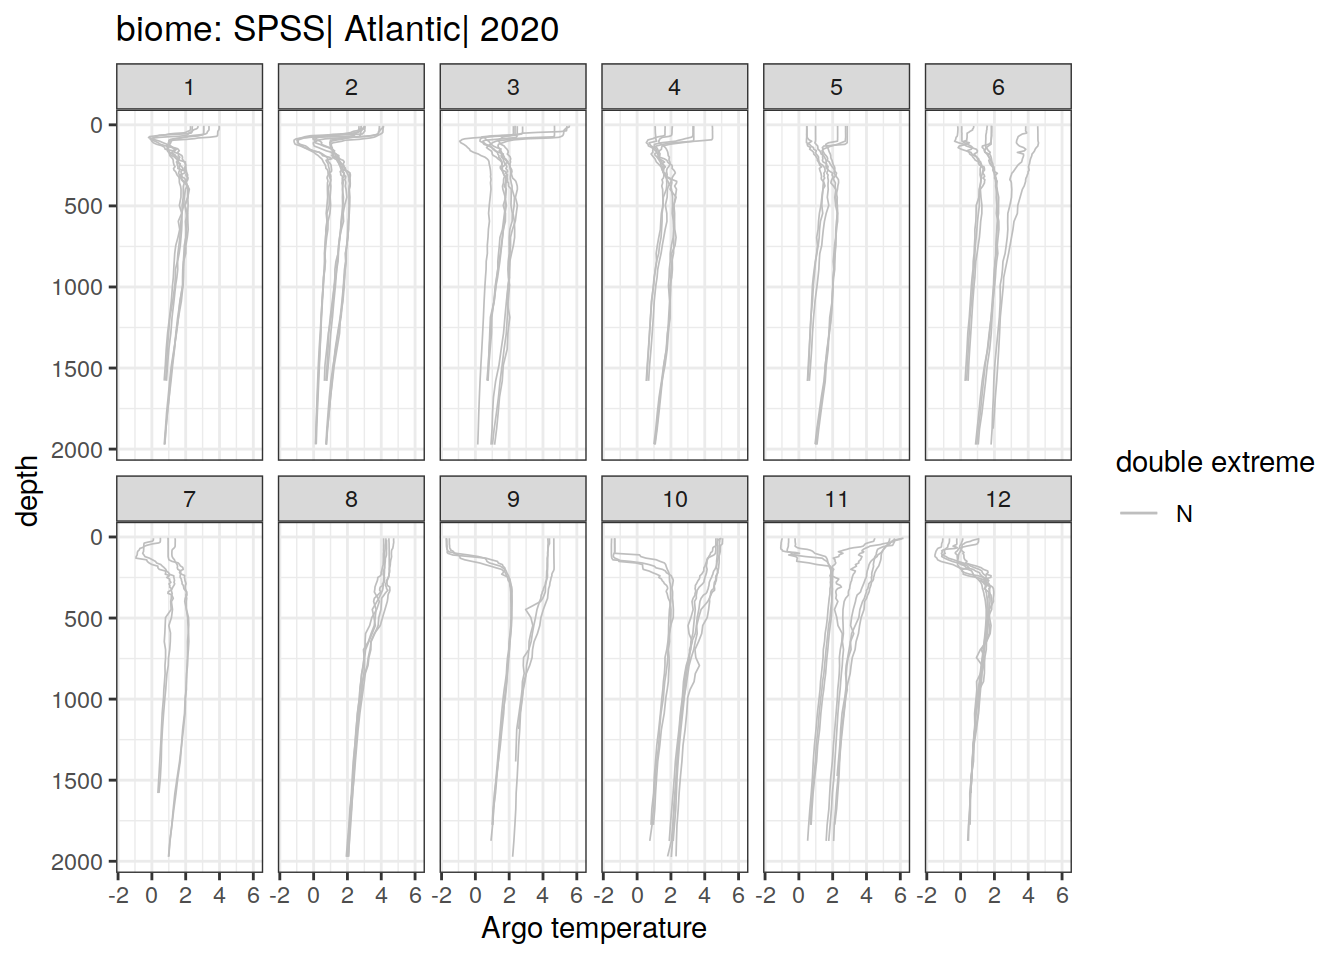 biome: SPSS| Atlantic| 2020
1 2 3 4 5 6
0
500
1000
1500
2000
depth
7 8 9 10 11 12
0
500
1000
1500
2000
-2 0 2 4 6 -2 0 2 4 6 -2 0 2 4 6 -2 0 2 4 6 -2 0 2 4 6 -2 0 2 4 6
Argo temperature
double extreme
N